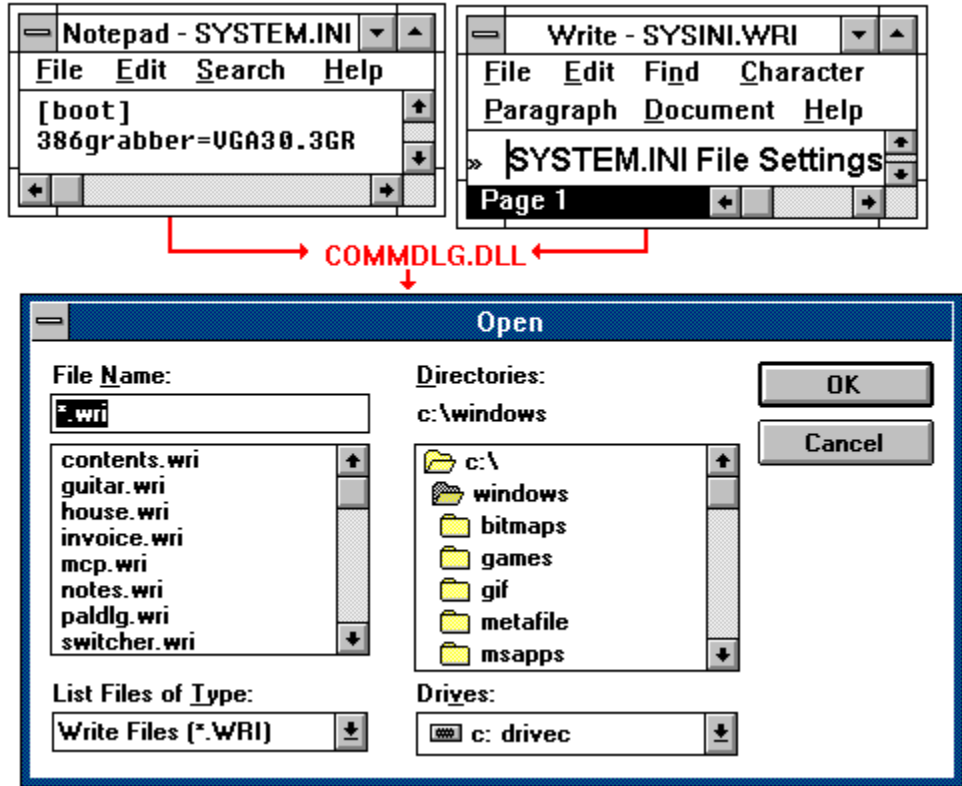 Notepad - SYSTEM.INI
File Edit Search Help
[boot]
386grabber=VGA30.3GR
Write - SYSINI.WRI
File Edit Find Character
Paragraph Document Help
» SYSTEM.INI File Settings
Page 1
COMMDLG.DLL
Open
File Name:
*.wri
contents.wri
guitar.wri
house.wri
invoice.wri
mcp.wri
notes.wri
paldlg.wri
switcher.wri
List Files of Type:
Write Files (*.WRI)
Directories:
c:\windows
c:\
windows
bitmaps
games
gif
metafile
msapps
Drives:
c: drivec
OK
Cancel